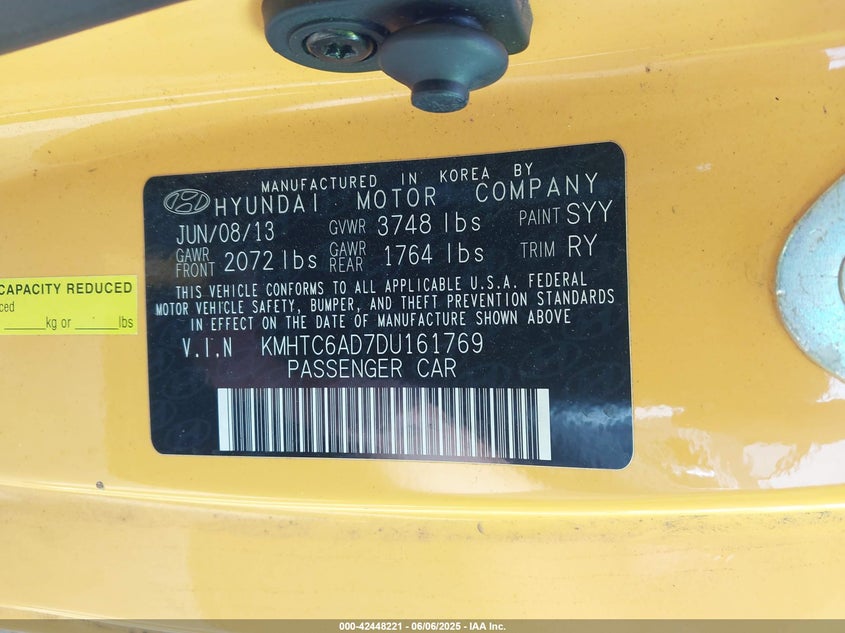 MANUFACTURED IN KOREA BY
HYUNDAI MOTOR COMPANY
JUN/08/13 GVWR 3748 lbs PAINT SYY
GAWR FRONT 2072 lbs GAWR REAR 1764 lbs TRIM RY
THIS VEHICLE CONFORMS TO ALL APPLICABLE U.S.A. FEDERAL
MOTOR VEHICLE SAFETY, BUMPER, AND THEFT PREVENTION STANDARDS
IN EFFECT ON THE DATE OF MANUFACTURE SHOWN ABOVE
V.I.N KMHTC6AD7DU161769
PASSENGER CAR
CAPACITY REDUCED
kg or lbs
000-42448221 - 06/06/2025 - IAA Inc.